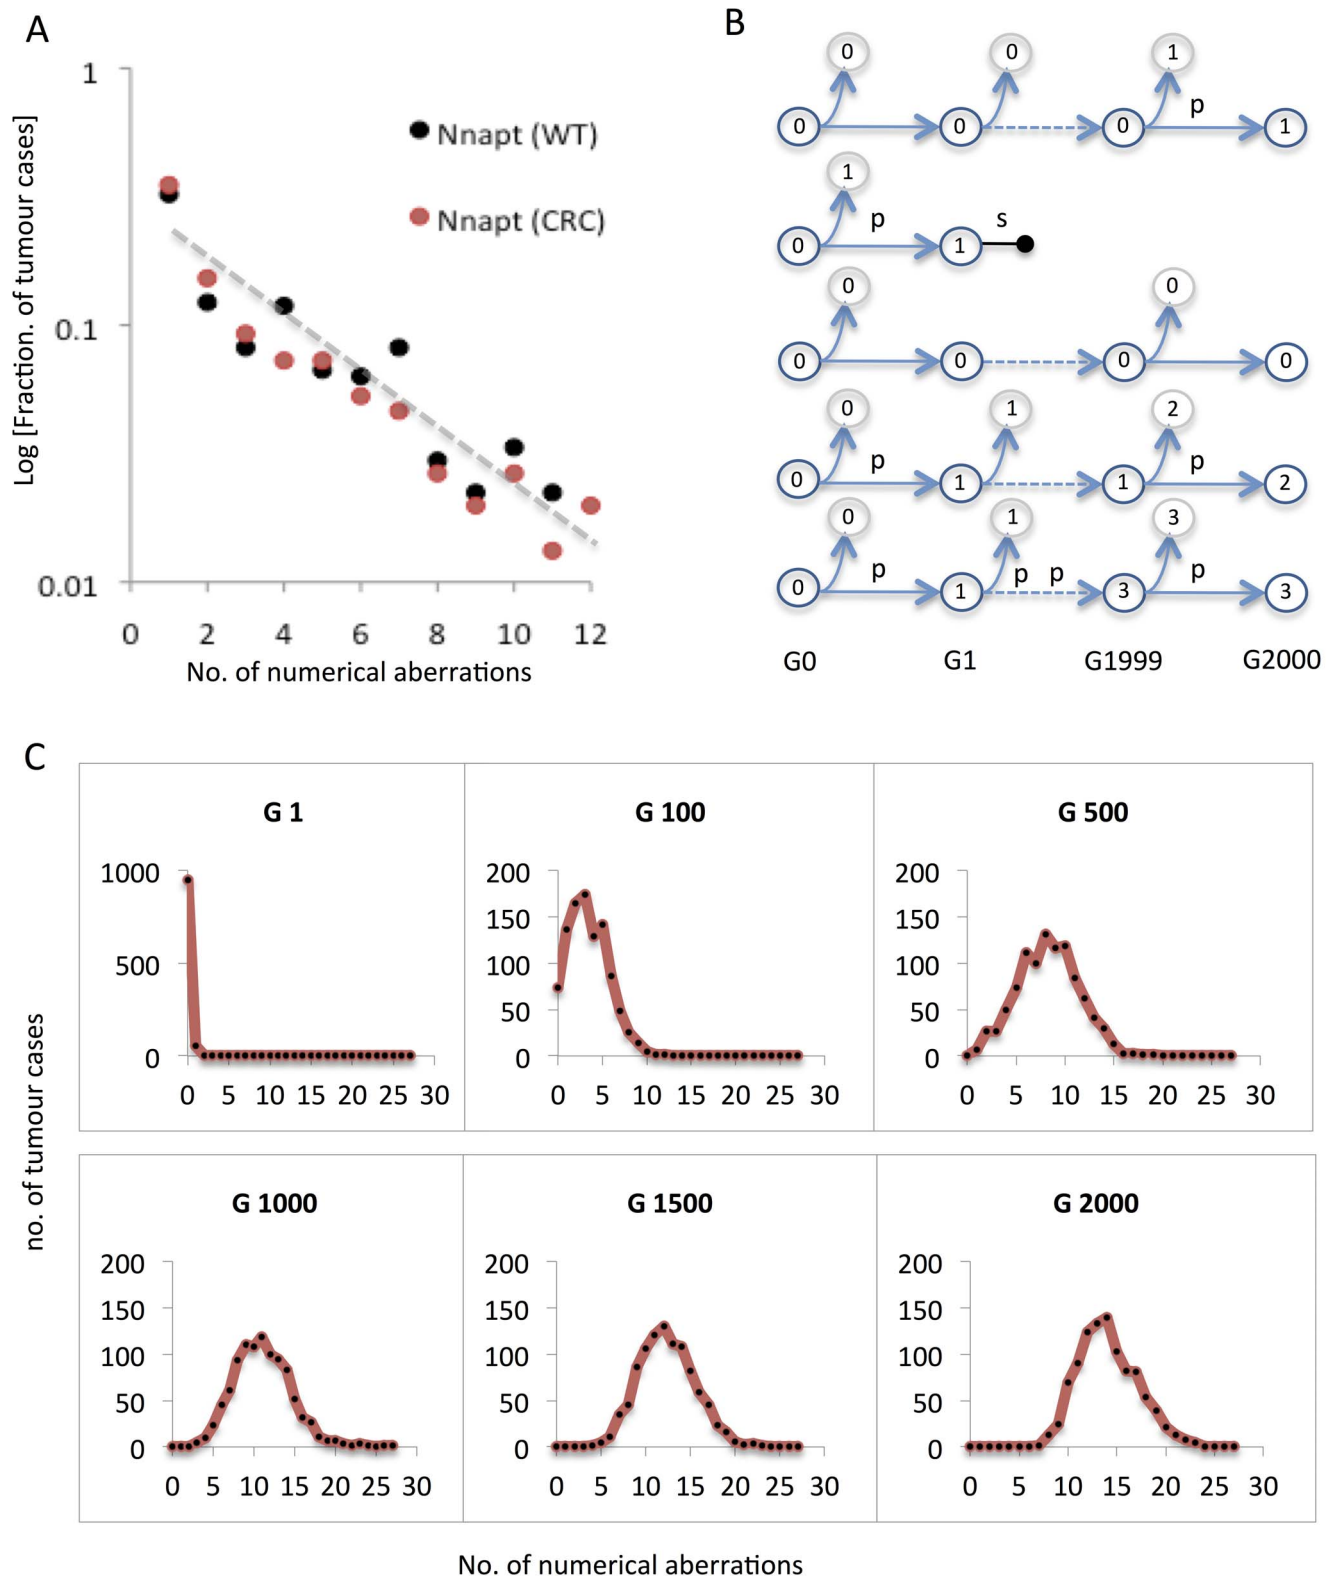 A
1
0.1
0.01
Log [Fraction. of tumour cases]
Nnapt (WT)
Nnapt (CRC)
0 2 4 6 8 10 12
No. of numerical aberrations
B
0 0 1
0 0 0 p 1
1
0 p 1 s
0 0
0 0 0 0
0 1 2
0 p 1 1 p 2
0 1 3
0 p 1 p p 3 p 3
G0 G1 G1999 G2000
C
no. of tumour cases
G 1
1000
500
0
0 5 10 15 20 25 30
G 100
200
150
100
50
0
0 5 10 15 20 25 30
G 500
200
150
100
50
0
0 5 10 15 20 25 30
G 1000
200
150
100
50
0
0 5 10 15 20 25 30
G 1500
200
150
100
50
0
0 5 10 15 20 25 30
G 2000
200
150
100
50
0
0 5 10 15 20 25 30
No. of numerical aberrations